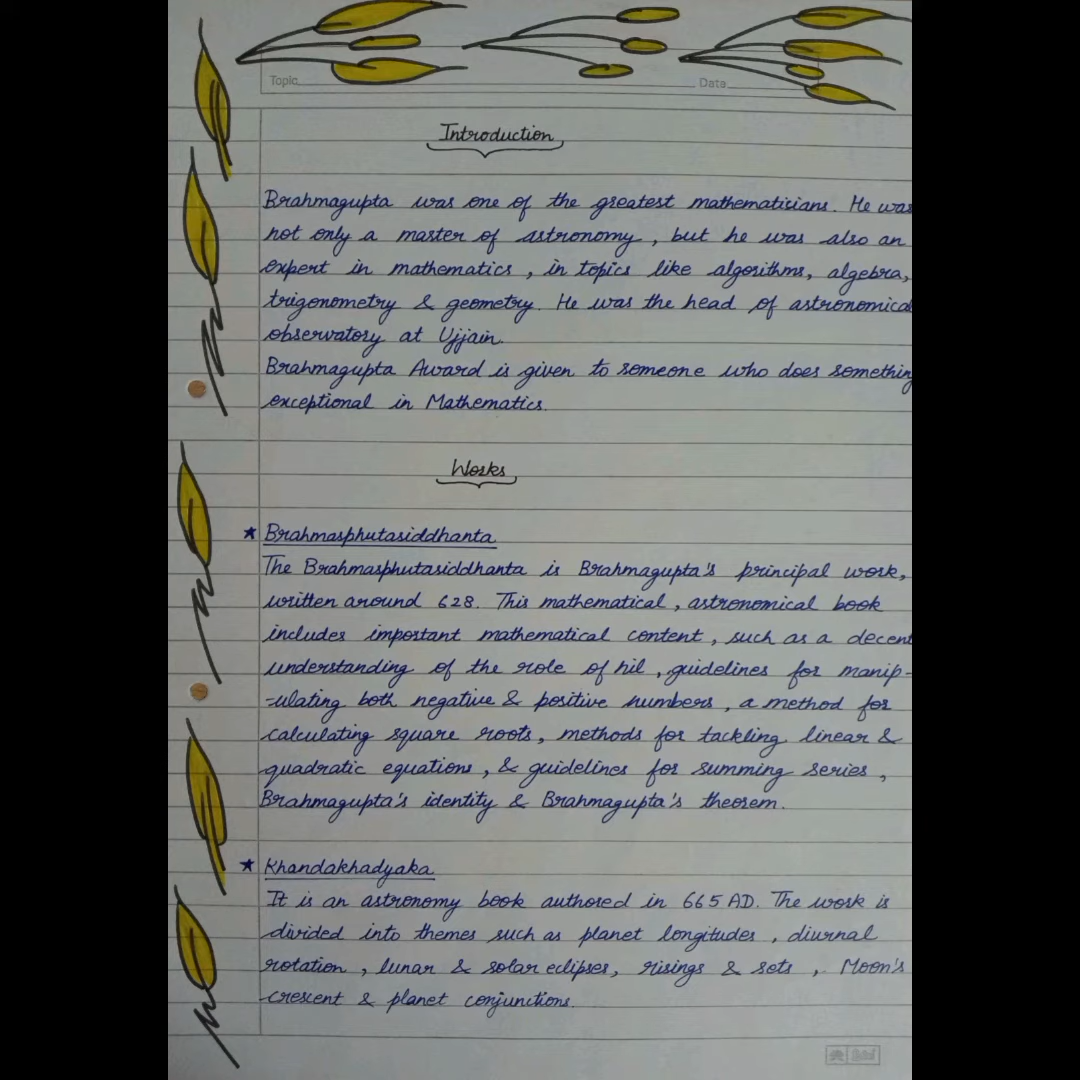 Topic
Date
Introduction
Brahmagupta was one of the greatest mathematicians. He was
not only a master of astronomy, but he was also an
expert in mathematics, in topics like algorithms, algebra,
trigonometry & geometry. He was the head of astronomical
observatory at Ujjain.
Brahmagupta Award is given to someone who does something
exceptional in Mathematics.
Works
★ Brahmasphutasiddhanta
The Brahmasphutasiddhanta is Brahmagupta's principal work,
written around 628. This mathematical, astronomical book
includes important mathematical content, such as a decent
understanding of the role of nil, guidelines for manip-
-ulating both negative & positive numbers, a method for
calculating square roots, methods for tackling linear &
quadratic equations, & guidelines for summing series,
Brahmagupta's identity & Brahmagupta's theorem.
★ Khandakhadyaka
It is an astronomy book authored in 665 AD. The work is
divided into themes such as planet longitudes, diurnal
rotation, lunar & solar eclipses, risings & sets, Moon's
crescent & planet conjunctions.